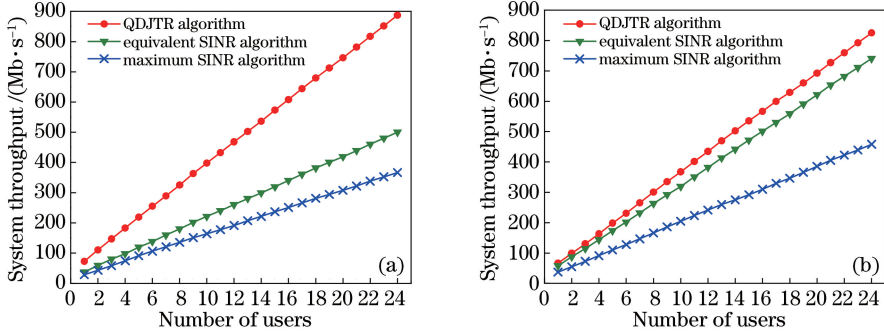 900
800
700
600
500
400
300
200
100
0
System throughput /(Mb· s⁻¹)
QDJTR algorithm
equivalent SINR algorithm
maximum SINR algorithm
(a)
0 2 4 6 8 10 12 14 16 18 20 22 24
Number of users
900
800
700
600
500
400
300
200
100
0
System throughput /(Mb· s⁻¹)
QDJTR algorithm
equivalent SINR algorithm
maximum SINR algorithm
(b)
0 2 4 6 8 10 12 14 16 18 20 22 24
Number of users